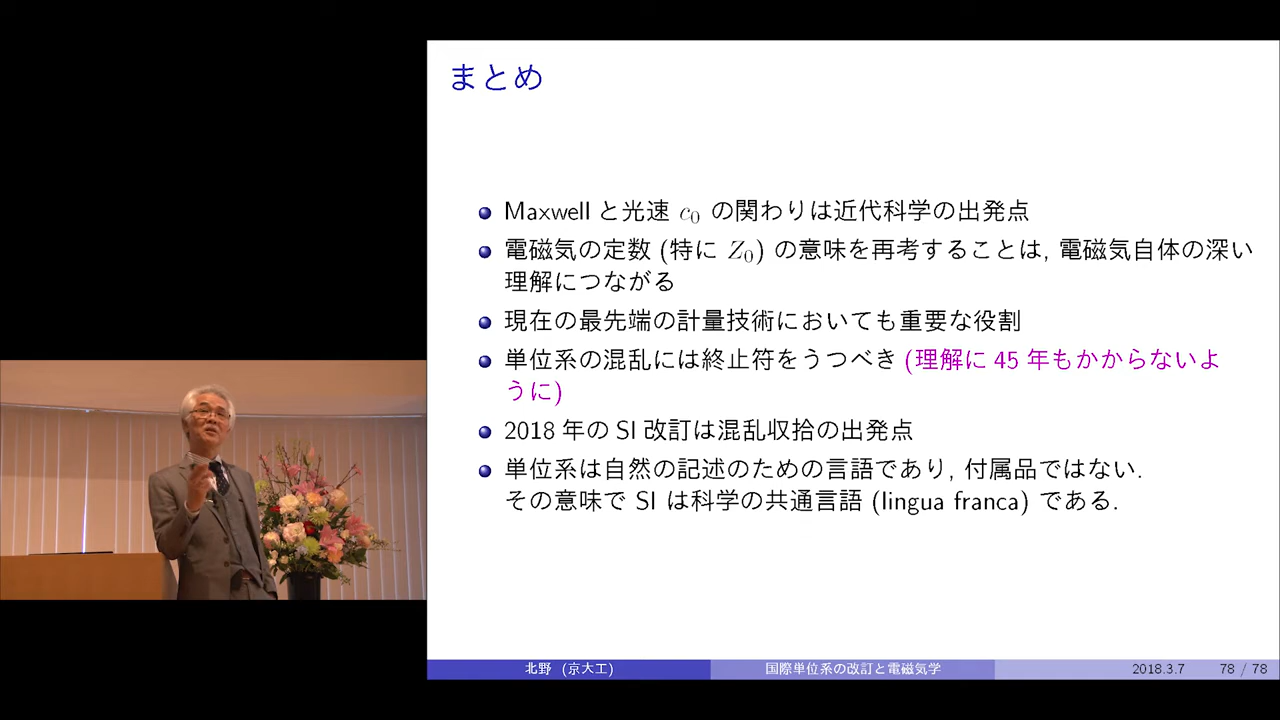 まとめ
Maxwell と光速 c₀ の関わりは近代科学の出発点
電磁気の定数 (特に Z₀) の意味を再考することは, 電磁気自体の深い
理解につながる
現在の最先端の計量技術においても重要な役割
単位系の混乱には終止符をうつべき (理解に 45 年もかからないよ
うに)
2018 年の SI 改訂は混乱収拾の出発点
単位系は自然の記述のための言語であり, 付属品ではない.
その意味で SI は科学の共通言語 (lingua franca) である.
北野 (京大工) 国際単位系の改訂と電磁気学 2018.3.7 78 / 78